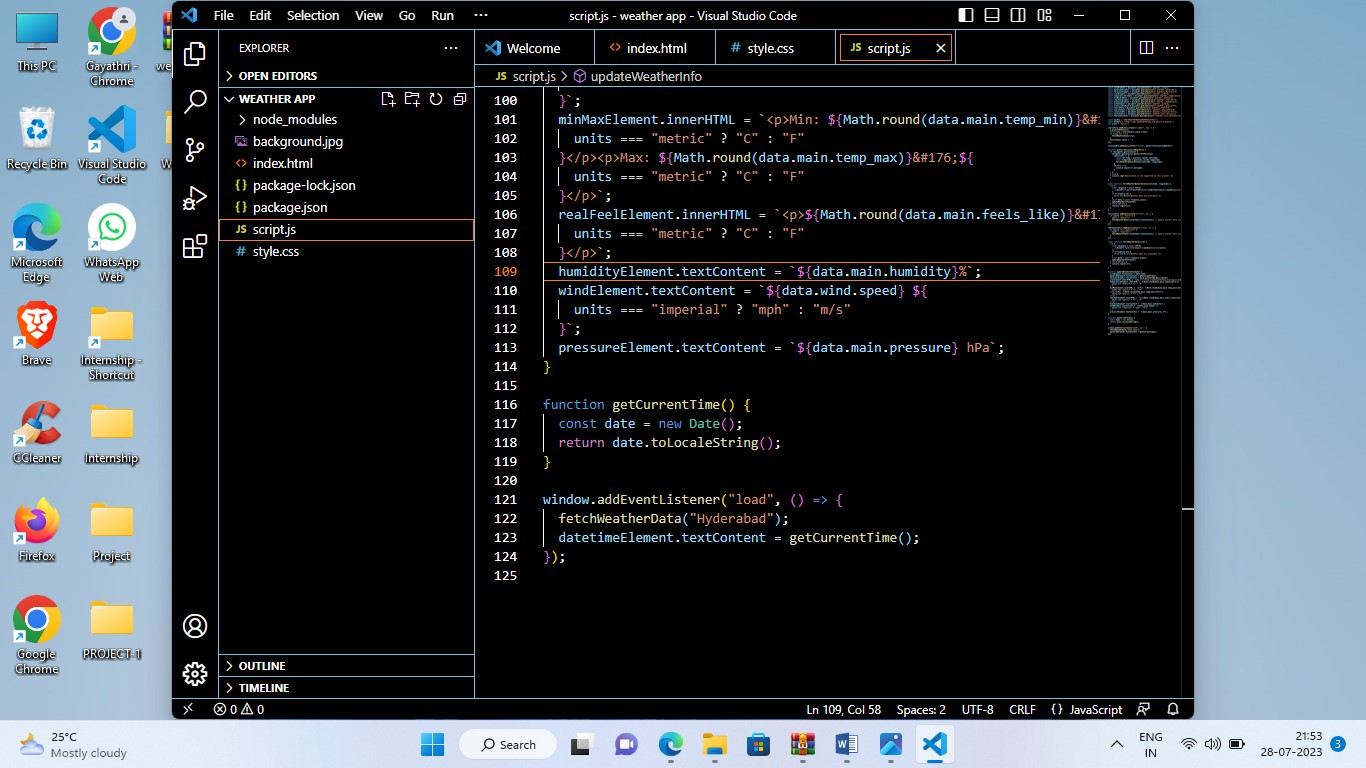 This PC
Gayathri - Chrome
we
Recycle Bin
Visual Studio Code
W
Microsoft Edge
WhatsApp Web
Brave
Internship - Shortcut
CCleaner
Internship
Firefox
Project
Google Chrome
PROJECT-1
File Edit Selection View Go Run ···
script.js - weather app - Visual Studio Code
EXPLORER
OPEN EDITORS
WEATHER APP
node_modules
background.jpg
index.html
package-lock.json
package.json
JS script.js
# style.css
OUTLINE
TIMELINE
Welcome
index.html
# style.css
JS script.js
JS script.js > updateWeatherInfo
100 }`;
101 minMaxElement.innerHTML = `<p>Min: ${Math.round(data.main.temp_min)}&#
102 units === "metric" ? "C" : "F"
103 }</p><p>Max: ${Math.round(data.main.temp_max)}&#176;${
104 units === "metric" ? "C" : "F"
105 }</p>`;
106 realFeelElement.innerHTML = `<p>${Math.round(data.main.feels_like)}&#1
107 units === "metric" ? "C" : "F"
108 }</p>`;
109 humidityElement.textContent = `${data.main.humidity}%`;
110 windElement.textContent = `${data.wind.speed} ${
111 units === "imperial" ? "mph" : "m/s"
112 }`;
113 pressureElement.textContent = `${data.main.pressure} hPa`;
114 }
115
116 function getCurrentTime() {
117 const date = new Date();
118 return date.toLocaleString();
119 }
120
121 window.addEventListener("load", () => {
122 fetchWeatherData("Hyderabad");
123 datetimeElement.textContent = getCurrentTime();
124 });
125
0 0
Ln 109, Col 58 Spaces: 2 UTF-8 CRLF {} JavaScript
25°C
Mostly cloudy
Search
ENG
IN
21:53
28-07-2023
3